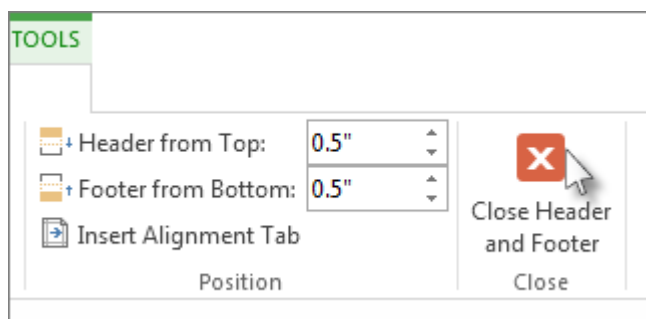 TOOLS
Header from Top: 0.5"
Footer from Bottom: 0.5"
Insert Alignment Tab
Position
Close Header
and Footer
Close